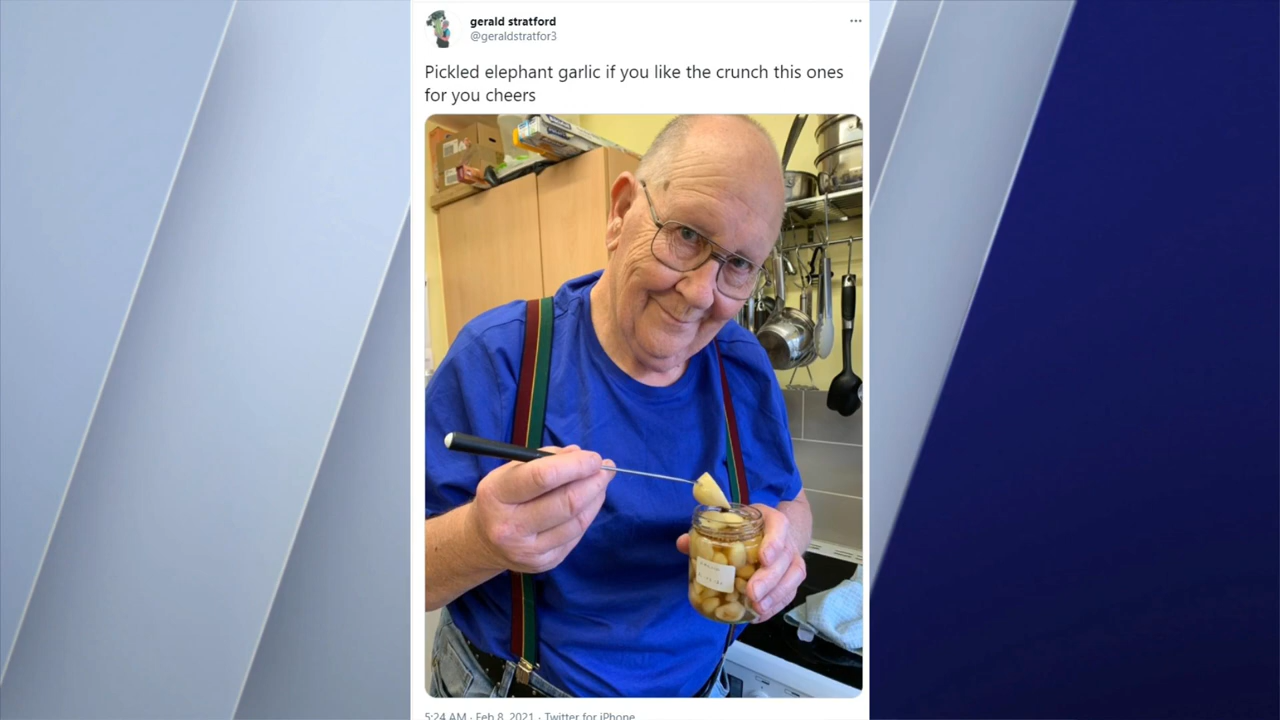 gerald stratford
@geraldstratfor3
Pickled elephant garlic if you like the crunch this ones
for you cheers
5:24 AM · Feb 8, 2021 · Twitter for iPhone